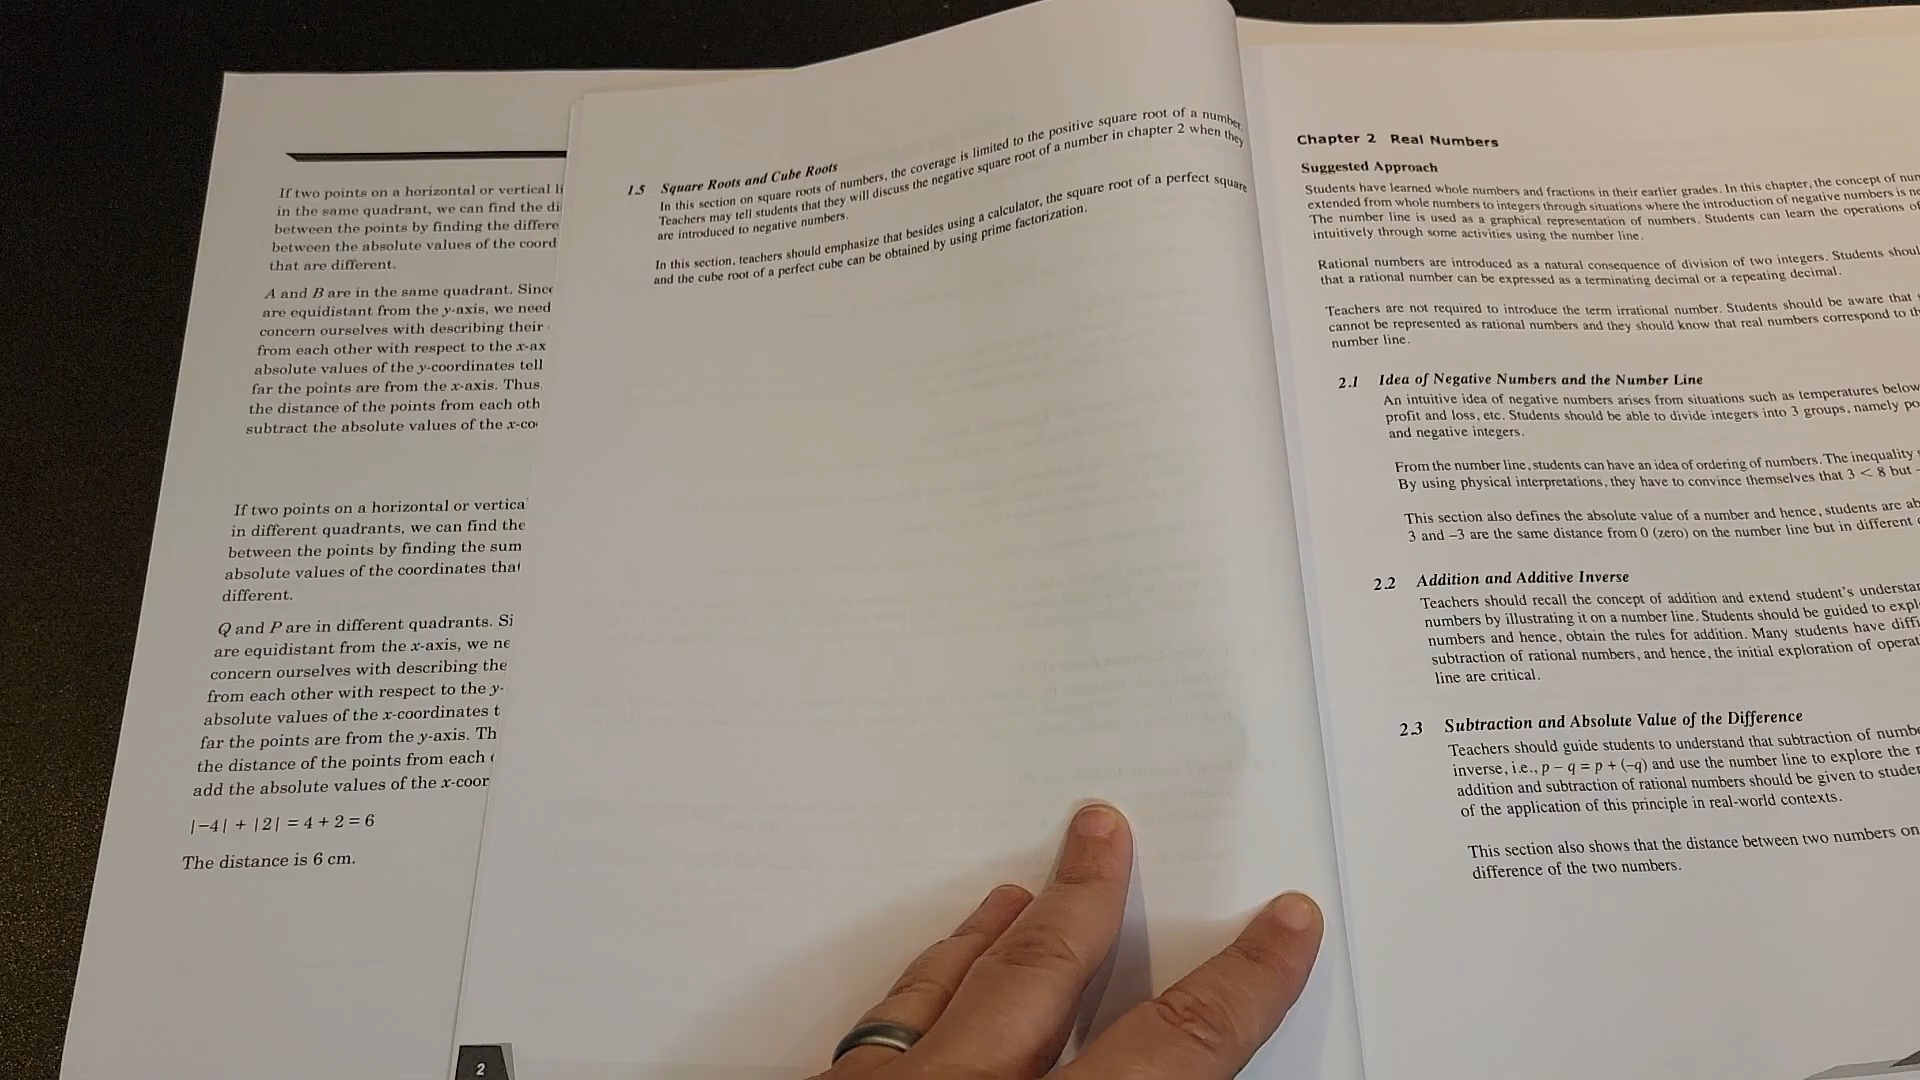 If two points on a horizontal or vertical
in the same quadrant, we can find the
between the points by finding the
between the absolute values of the
that are different.
A and B are in the same quadrant. Since
are equidistant from the y-axis, we need
concern ourselves with describing their
from each other with respect to the
absolute values of the y-coordinates tell
far the points are from the x-axis. Thus
the distance of the points from each
subtract the absolute values of the
If two points on a horizontal or
in different quadrants, we can find the
between the points by finding the sum
absolute values of the coordinates
different.
Q and P are in different quadrants.
are equidistant from the x-axis, we
concern ourselves with describing the
from each other with respect to the
absolute values of the x-coordinates
far the points are from the y-axis.
the distance of the points from each
add the absolute values of the
|−4| + |2| = 4 + 2 = 6
The distance is 6 cm.
1.5 Square Roots and Cube Roots
In this section on square roots of numbers, the coverage is limited to the positive square root of a number.
Teachers may tell students that they will discuss the negative square root of a number in chapter 2 when they
are introduced to negative numbers.
In this section, teachers should emphasize that besides using a calculator, the square root of a perfect square
and the cube root of a perfect cube can be obtained by using prime factorization.
2
Chapter 2 Real Numbers
Suggested Approach
Students have learned whole numbers and fractions in their earlier grades. In this chapter, the concept of
extended from whole numbers to integers through situations where the introduction of negative numbers is
The number line is used as a graphical representation of numbers. Students can learn the operations of
intuitively through some activities using the number line.
Rational numbers are introduced as a natural consequence of division of two integers. Students
that a rational number can be expressed as a terminating decimal or a repeating decimal.
Teachers are not required to introduce the term irrational number. Students should be aware that
cannot be represented as rational numbers and they should know that real numbers correspond to
number line.
2.1 Idea of Negative Numbers and the Number Line
An intuitive idea of negative numbers arises from situations such as temperatures below
profit and loss, etc. Students should be able to divide integers into 3 groups, namely
and negative integers.
From the number line, students can have an idea of ordering of numbers. The inequality
By using physical interpretations, they have to convince themselves that 3 < 8 but
This section also defines the absolute value of a number and hence, students are
3 and −3 are the same distance from 0 (zero) on the number line but in different
2.2 Addition and Additive Inverse
Teachers should recall the concept of addition and extend student's
numbers by illustrating it on a number line. Students should be guided to
numbers and hence, obtain the rules for addition. Many students have
subtraction of rational numbers, and hence, the initial exploration of
line are critical.
2.3 Subtraction and Absolute Value of the Difference
Teachers should guide students to understand that subtraction of
inverse, i.e., p − q = p + (−q) and use the number line to explore the
addition and subtraction of rational numbers should be given to
of the application of this principle in real-world contexts.
This section also shows that the distance between two numbers on
difference of the two numbers.